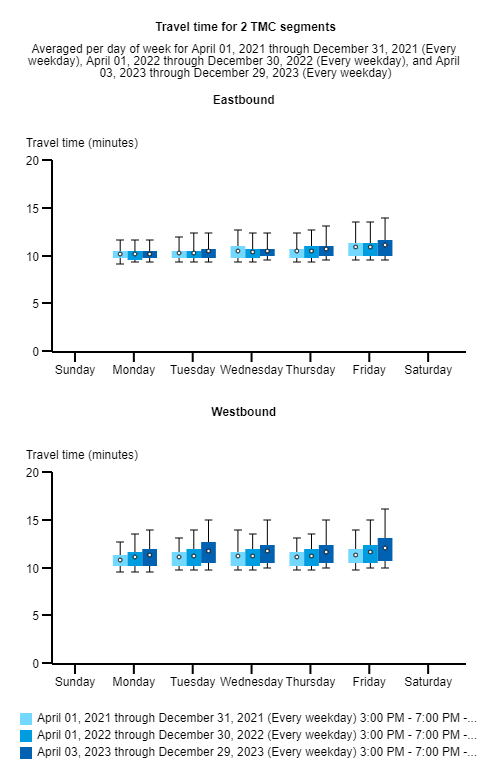 Travel time for 2 TMC segments
Averaged per day of week for April 01, 2021 through December 31, 2021 (Every
weekday), April 01, 2022 through December 30, 2022 (Every weekday), and April
03, 2023 through December 29, 2023 (Every weekday)
Eastbound
Travel time (minutes)
20
15
10
5
0
Sunday Monday Tuesday Wednesday Thursday Friday Saturday
Westbound
Travel time (minutes)
20
15
10
5
0
Sunday Monday Tuesday Wednesday Thursday Friday Saturday
April 01, 2021 through December 31, 2021 (Every weekday) 3:00 PM - 7:00 PM -...
April 01, 2022 through December 30, 2022 (Every weekday) 3:00 PM - 7:00 PM -...
April 03, 2023 through December 29, 2023 (Every weekday) 3:00 PM - 7:00 PM -...